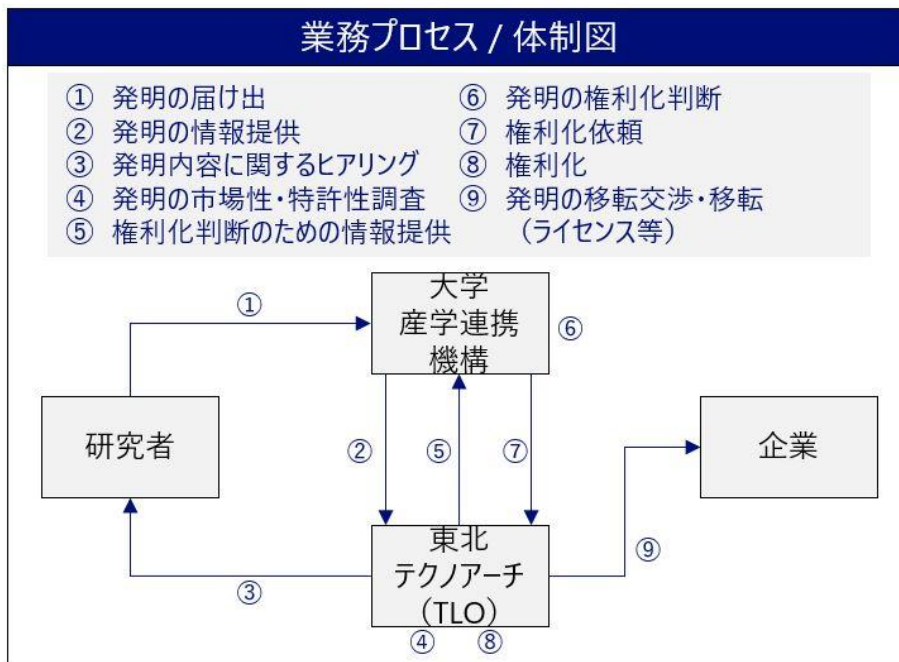 業務プロセス / 体制図
① 発明の届け出
② 発明の情報提供
③ 発明内容に関するヒアリング
④ 発明の市場性・特許性調査
⑤ 権利化判断のための情報提供
⑥ 発明の権利化判断
⑦ 権利化依頼
⑧ 権利化
⑨ 発明の移転交渉・移転
（ライセンス等）
①
大学
産学連携
機構
⑥
研究者
②
⑤
⑦
企業
③
東北
テクノアーチ
（TLO）
④ ⑧
⑨